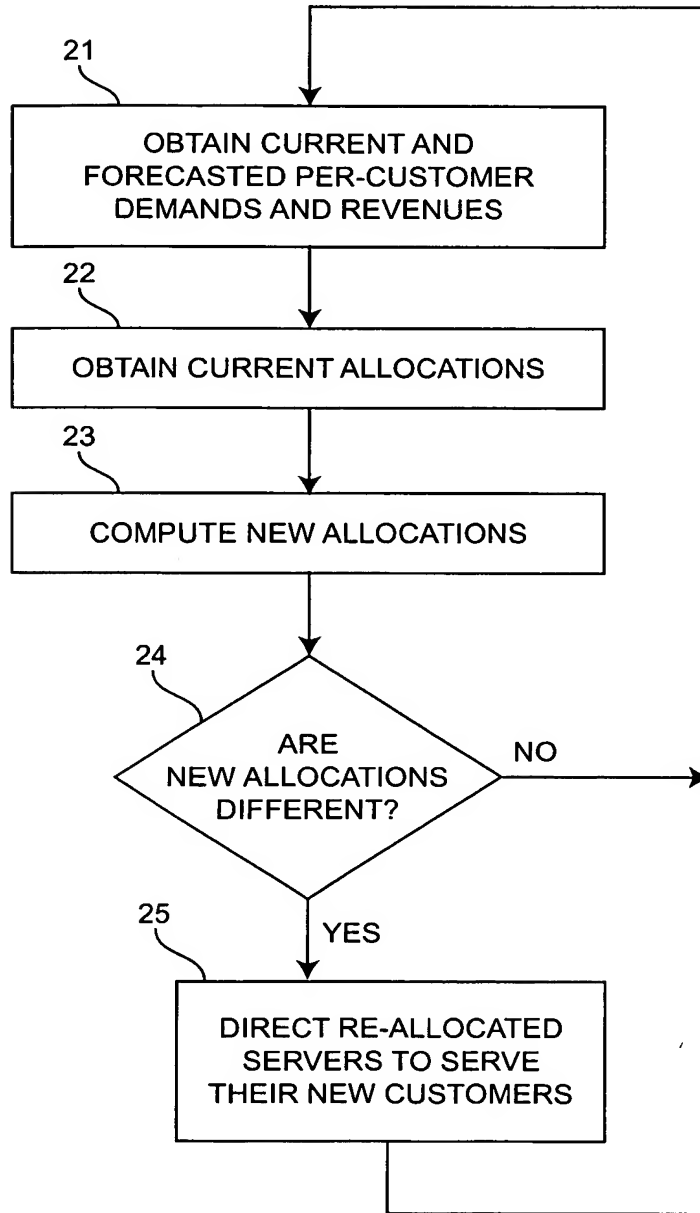 21
OBTAIN CURRENT AND
FORECASTED PER-CUSTOMER
DEMANDS AND REVENUES
22
OBTAIN CURRENT ALLOCATIONS
23
COMPUTE NEW ALLOCATIONS
24
ARE
NEW ALLOCATIONS
DIFFERENT?
NO
YES
25
DIRECT RE-ALLOCATED
SERVERS TO SERVE
THEIR NEW CUSTOMERS